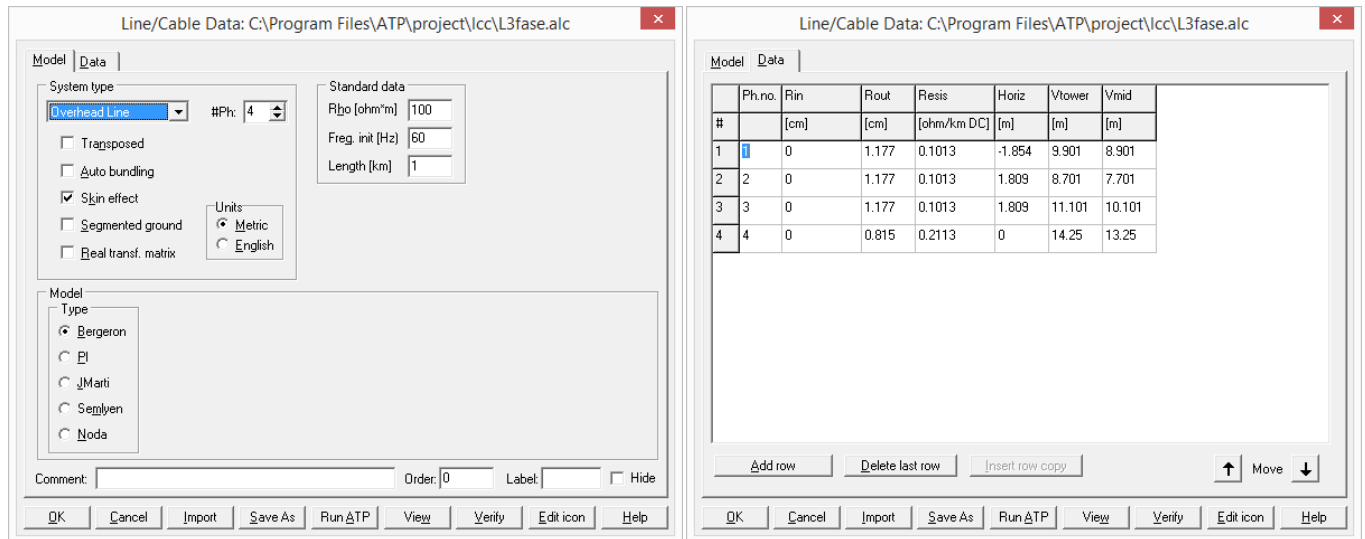 Line/Cable Data: C:\Program Files\ATP\project\lcc\L3fase.alc
Model Data
System type
Overhead Line #Ph: 4
Transposed
Auto bundling
Skin effect
Segmented ground
Real transf. matrix
Units
Metric
English
Standard data
Rho [ohm*m] 100
Freq. init [Hz] 60
Length [km] 1
Model
Type
Bergeron
PI
JMarti
Semlyen
Noda
Comment: Order: 0 Label: Hide
OK Cancel Import Save As Run ATP View Verify Edit icon Help
Line/Cable Data: C:\Program Files\ATP\project\lcc\L3fase.alc
Model Data
Ph.no. Rin Rout Resis Horiz Vtower Vmid
# [cm] [cm] [ohm/km DC] [m] [m] [m]
1 1 0 1.177 0.1013 -1.854 9.901 8.901
2 2 0 1.177 0.1013 1.809 8.701 7.701
3 3 0 1.177 0.1013 1.809 11.101 10.101
4 4 0 0.815 0.2113 0 14.25 13.25
Add row Delete last row Insert row copy Move
OK Cancel Import Save As Run ATP View Verify Edit icon Help